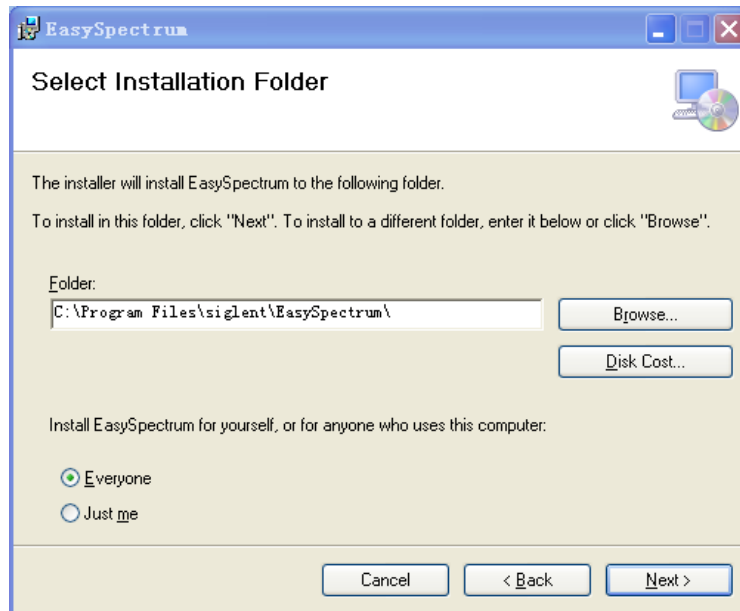 EasySpectrum
Select Installation Folder
The installer will install EasySpectrum to the following folder.
To install in this folder, click "Next". To install to a different folder, enter it below or click "Browse".
Folder:
C:\Program Files\siglent\EasySpectrum\
Browse...
Disk Cost...
Install EasySpectrum for yourself, or for anyone who uses this computer:
Everyone
Just me
Cancel
< Back
Next >